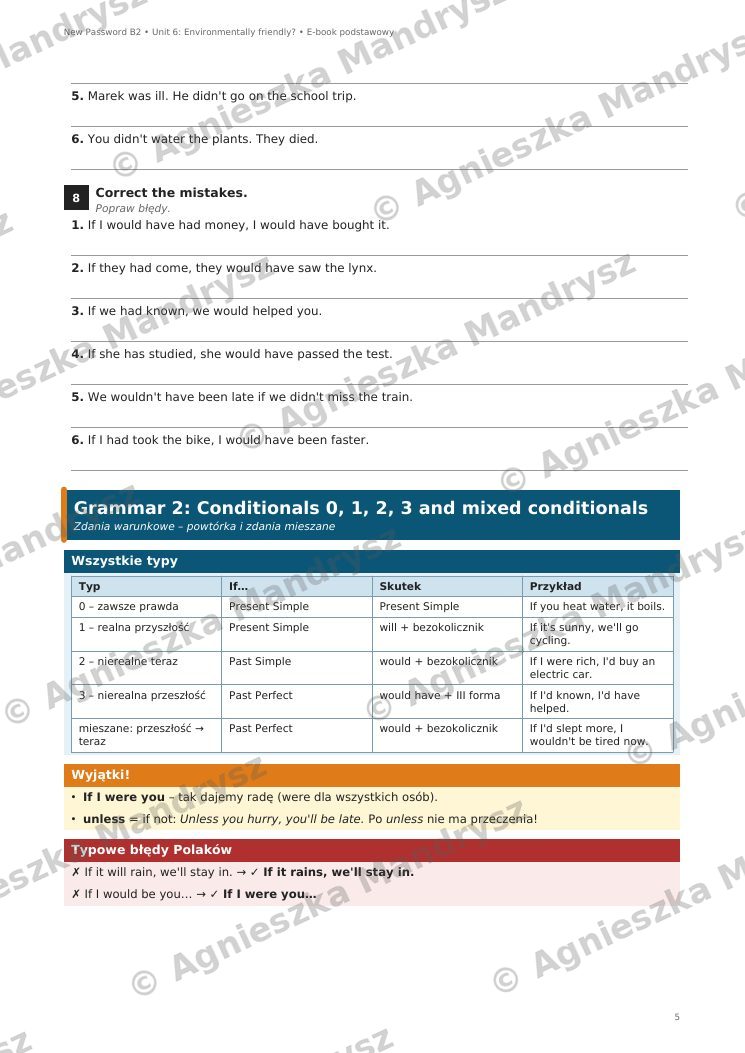 New Password B2 • Unit 6: Environmentally friendly? • E-book podstawowy
5. Marek was ill. He didn't go on the school trip.
6. You didn't water the plants. They died.
8 Correct the mistakes.
Popraw błędy.
1. If I would have had money, I would have bought it.
2. If they had come, they would have saw the lynx.
3. If we had known, we would helped you.
4. If she has studied, she would have passed the test.
5. We wouldn't have been late if we didn't miss the train.
6. If I had took the bike, I would have been faster.
Grammar 2: Conditionals 0, 1, 2, 3 and mixed conditionals
Zdania warunkowe – powtórka i zdania mieszane
Wszystkie typy
Typ If… Skutek Przykład
0 – zawsze prawda Present Simple Present Simple If you heat water, it boils.
1 – realna przyszłość Present Simple will + bezokolicznik If it's sunny, we'll go
cycling.
2 – nierealne teraz Past Simple would + bezokolicznik If I were rich, I'd buy an
electric car.
3 – nierealna przeszłość Past Perfect would have + III forma If I'd known, I'd have
helped.
mieszane: przeszłość → Past Perfect would + bezokolicznik If I'd slept more, I
teraz wouldn't be tired now.
Wyjątki!
• If I were you – tak dajemy radę (were dla wszystkich osób).
• unless = if not: Unless you hurry, you'll be late. Po unless nie ma przeczenia!
Typowe błędy Polaków
✗ If it will rain, we'll stay in. → ✓ If it rains, we'll stay in.
✗ If I would be you… → ✓ If I were you…
5
© Agnieszka Mandrysz